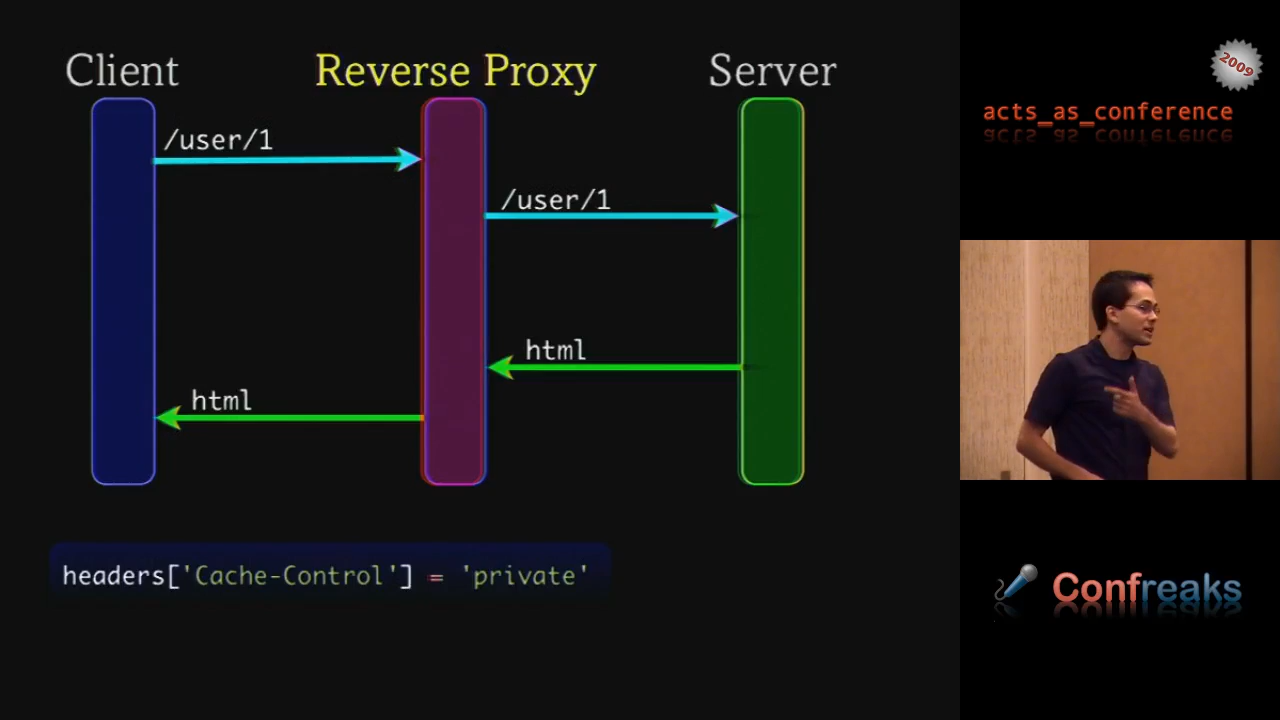 Client
Reverse Proxy
Server
/user/1
/user/1
html
html
headers['Cache-Control'] = 'private'
2009
acts_as_conference
Confreaks